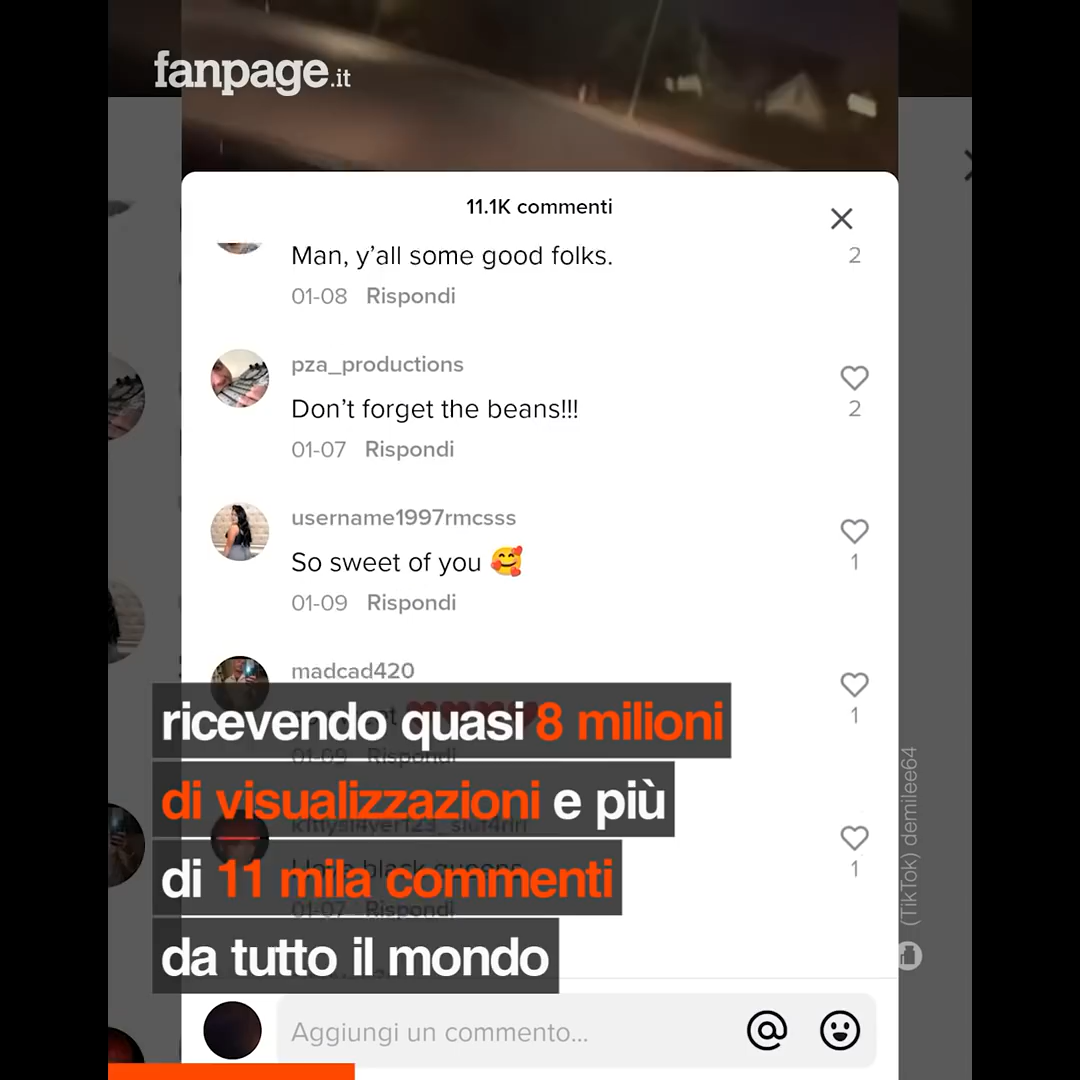 fanpage.it
11.1K commenti
Man, y'all some good folks.
2
01-08 Rispondi
pza_productions
Don't forget the beans!!!
2
01-07 Rispondi
username1997rmcsss
So sweet of you 🥰
1
01-09 Rispondi
madcad420
1
01-09 Rispondi
ricevendo quasi 8 milioni
di visualizzazioni e più
di 11 mila commenti
da tutto il mondo
1
01-07 Rispondi
(TikTok) demilee64
Aggiungi un commento...